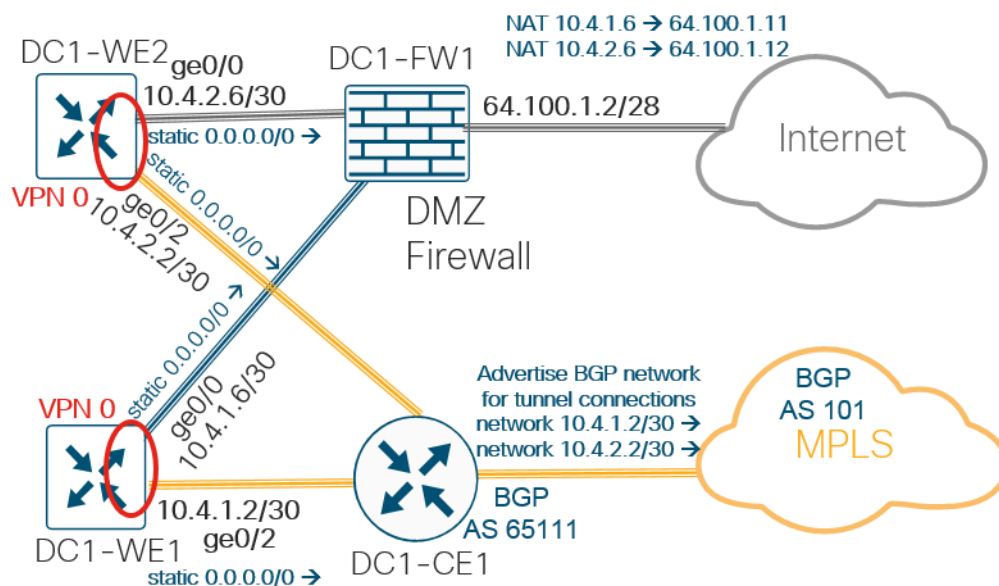 NAT 10.4.1.6 → 64.100.1.11
NAT 10.4.2.6 → 64.100.1.12
DC1-WE2
ge0/0
10.4.2.6/30
static 0.0.0.0/0 →
DC1-FW1
64.100.1.2/28
Internet
VPN 0
static 0.0.0.0/0 →
ge0/2
10.4.2.2/30
DMZ
Firewall
static 0.0.0.0/0 →
ge0/0
10.4.1.6/30
VPN 0
Advertise BGP network
for tunnel connections
network 10.4.1.2/30 →
network 10.4.2.2/30 →
BGP
AS 101
MPLS
10.4.1.2/30
ge0/2
BGP
AS 65111
DC1-WE1
DC1-CE1
static 0.0.0.0/0 →